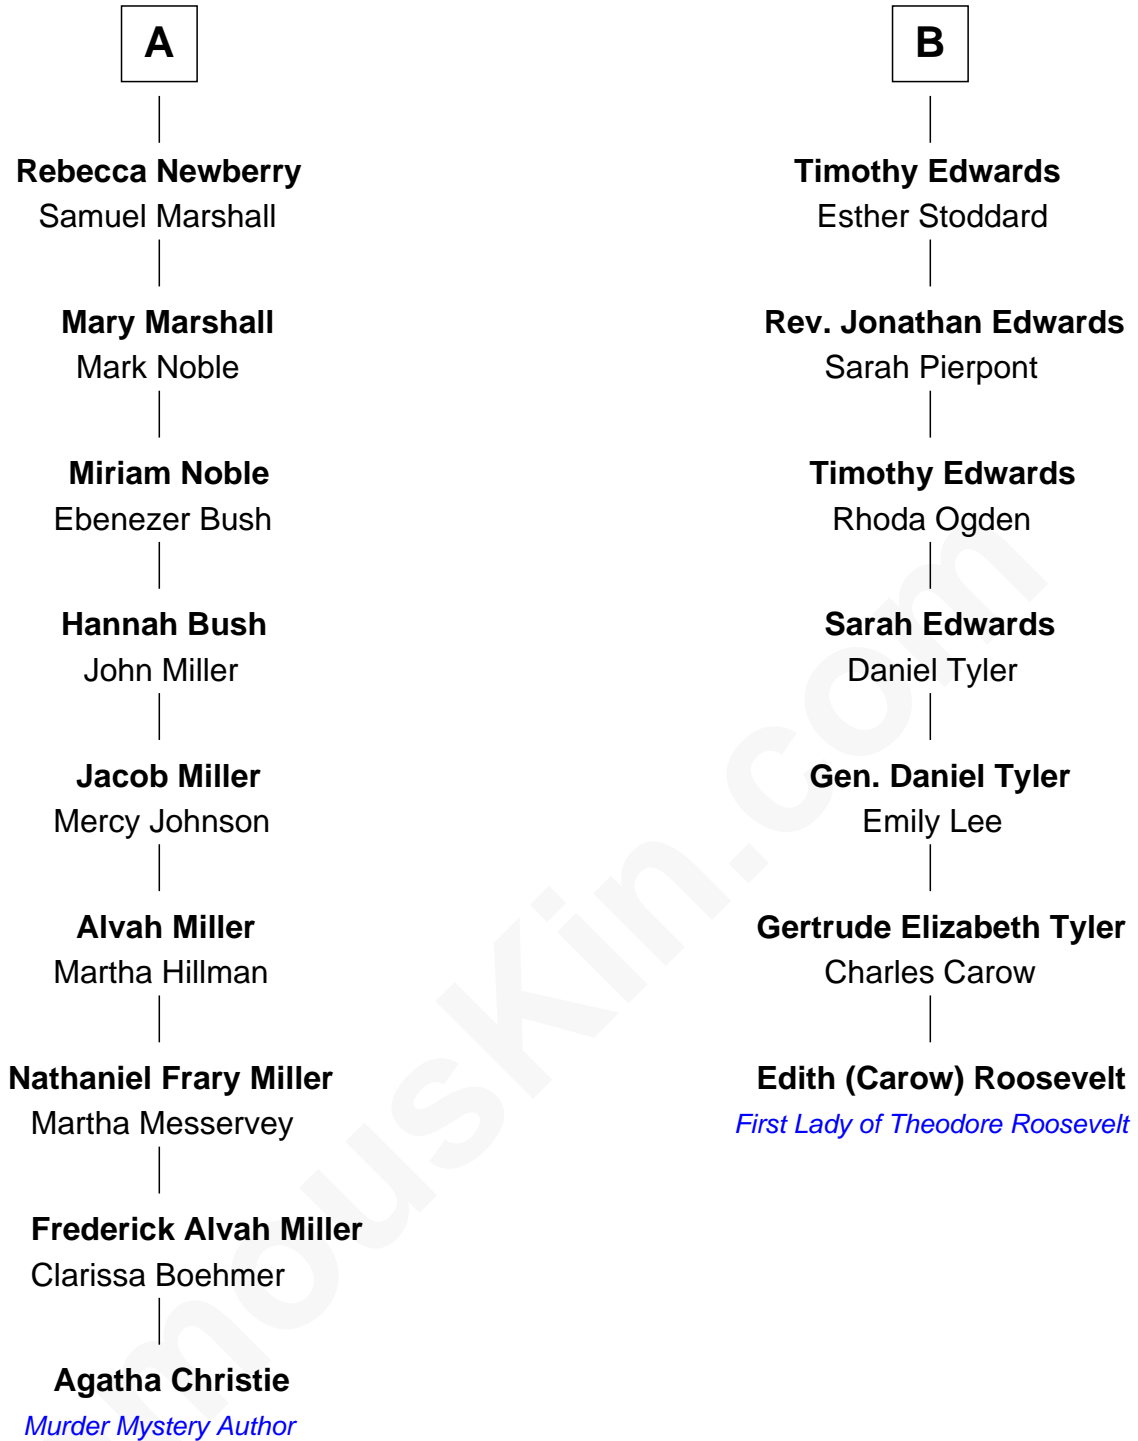 A
Rebecca Newberry
Samuel Marshall
Mary Marshall
Mark Noble
Miriam Noble
Ebenezer Bush
Hannah Bush
John Miller
Jacob Miller
Mercy Johnson
Alvah Miller
Martha Hillman
Nathaniel Frary Miller
Martha Messervey
Frederick Alvah Miller
Clarissa Boehmer
Agatha Christie
Murder Mystery Author
B
Timothy Edwards
Esther Stoddard
Rev. Jonathan Edwards
Sarah Pierpont
Timothy Edwards
Rhoda Ogden
Sarah Edwards
Daniel Tyler
Gen. Daniel Tyler
Emily Lee
Gertrude Elizabeth Tyler
Charles Carow
Edith (Carow) Roosevelt
First Lady of Theodore Roosevelt
mousKin.com